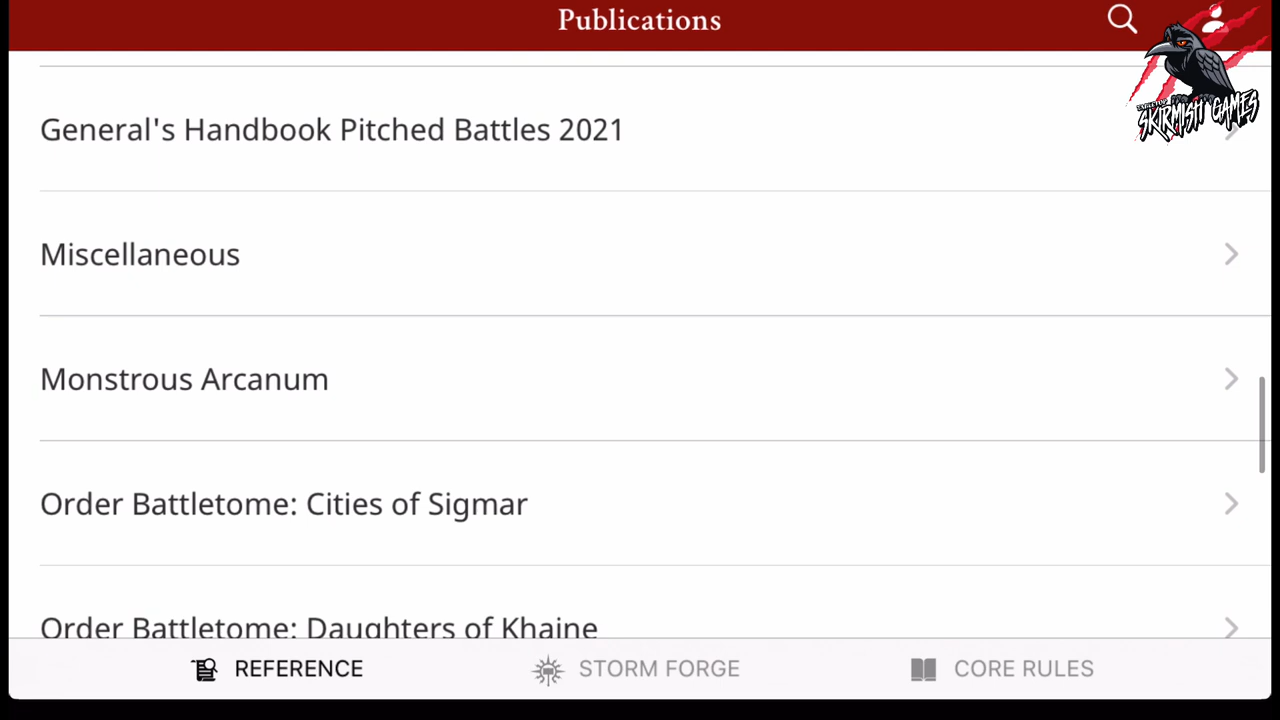 Publications
SKIRMISH GAMES
General's Handbook Pitched Battles 2021
Miscellaneous
Monstrous Arcanum
Order Battletome: Cities of Sigmar
Order Battletome: Daughters of Khaine
REFERENCE
STORM FORGE
CORE RULES